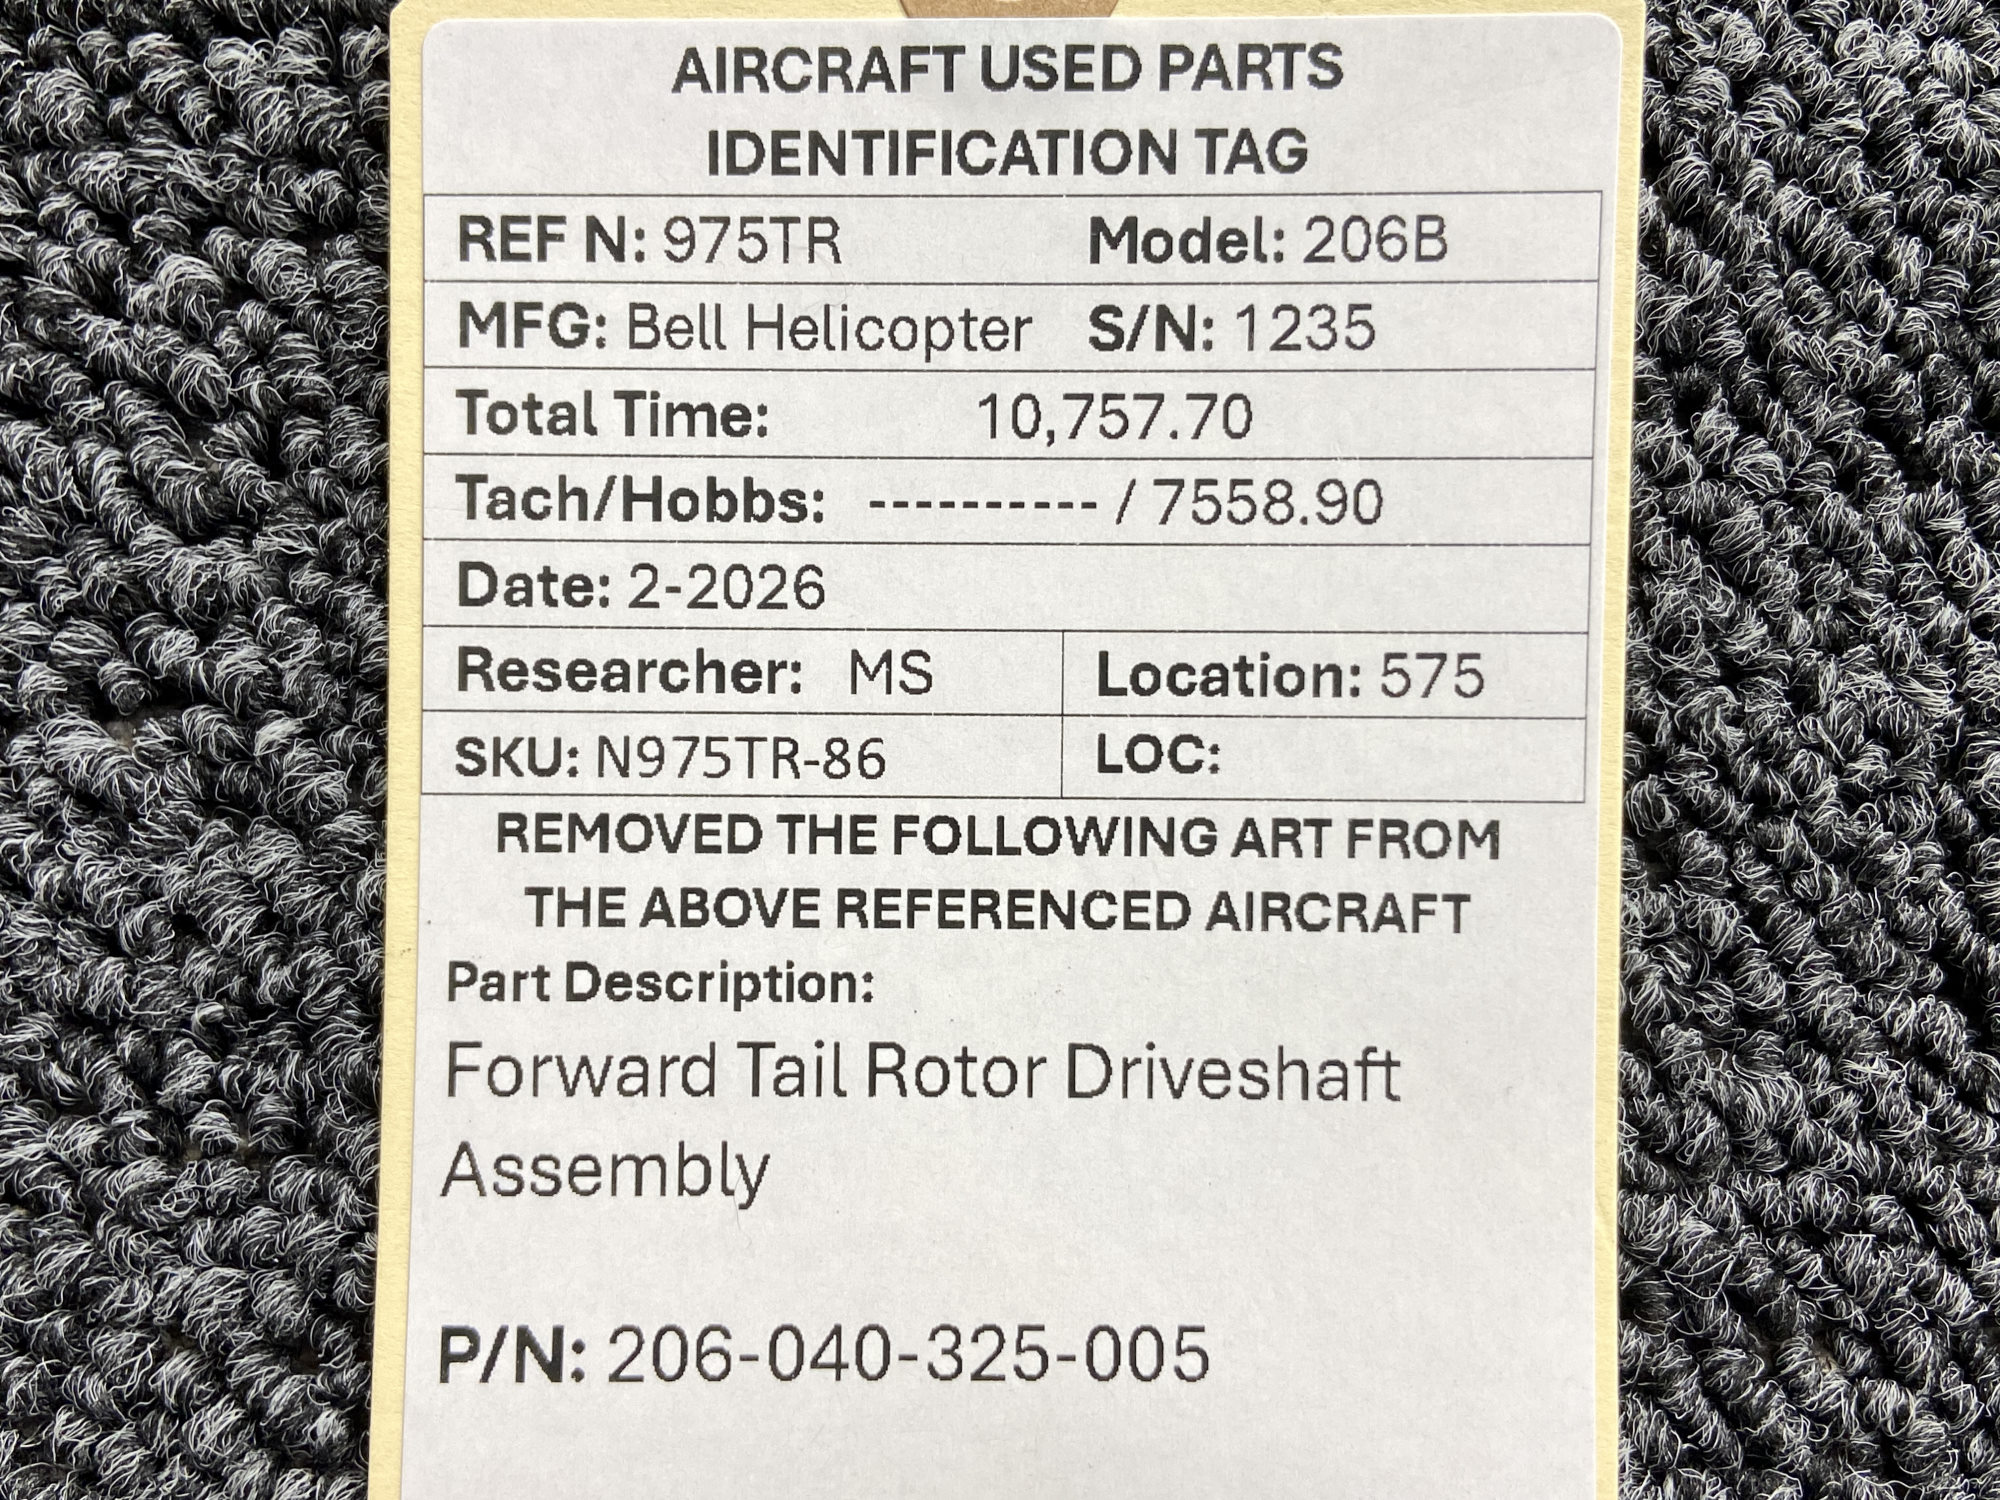 AIRCRAFT USED PARTS
IDENTIFICATION TAG
REF N: 975TR Model: 206B
MFG: Bell Helicopter S/N: 1235
Total Time: 10,757.70
Tach/Hobbs: ---------- / 7558.90
Date: 2-2026
Researcher: MS Location: 575
SKU: N975TR-86 LOC:
REMOVED THE FOLLOWING ART FROM
THE ABOVE REFERENCED AIRCRAFT
Part Description:
Forward Tail Rotor Driveshaft
Assembly
P/N: 206-040-325-005